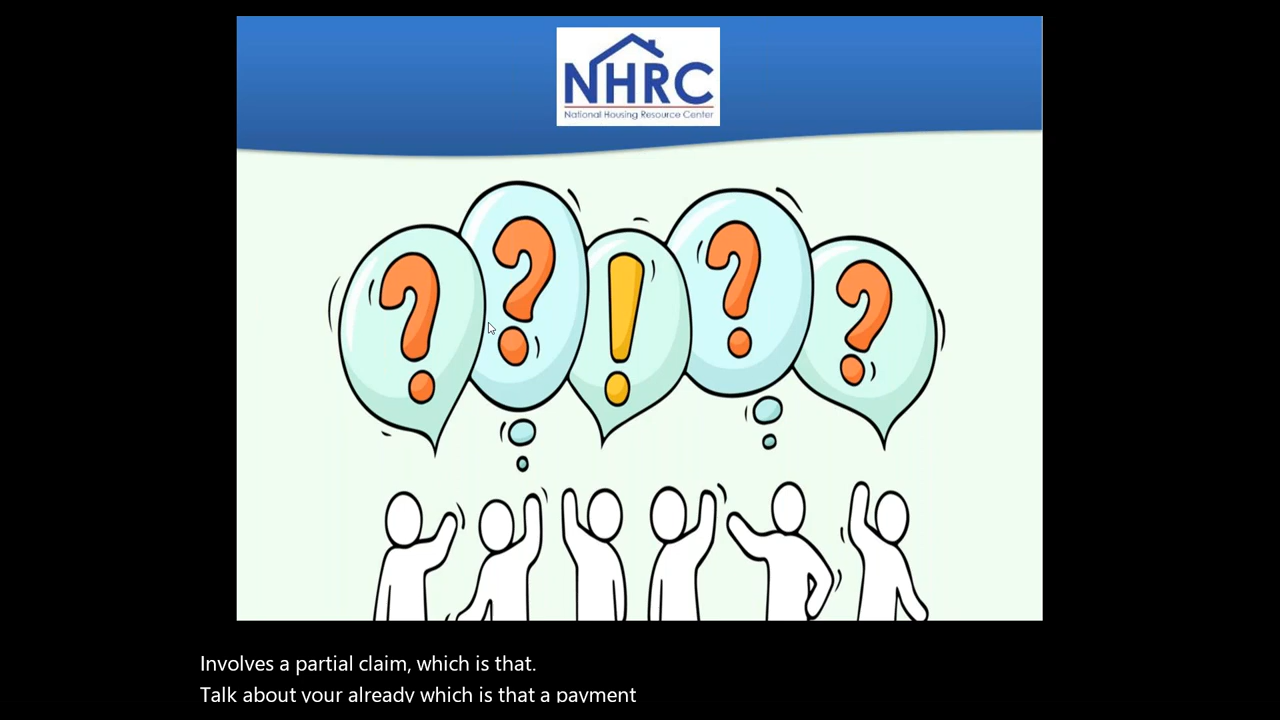 NHRC
National Housing Resource Center
? ? ! ? ?
Involves a partial claim, which is that.
Talk about your already which is that a payment